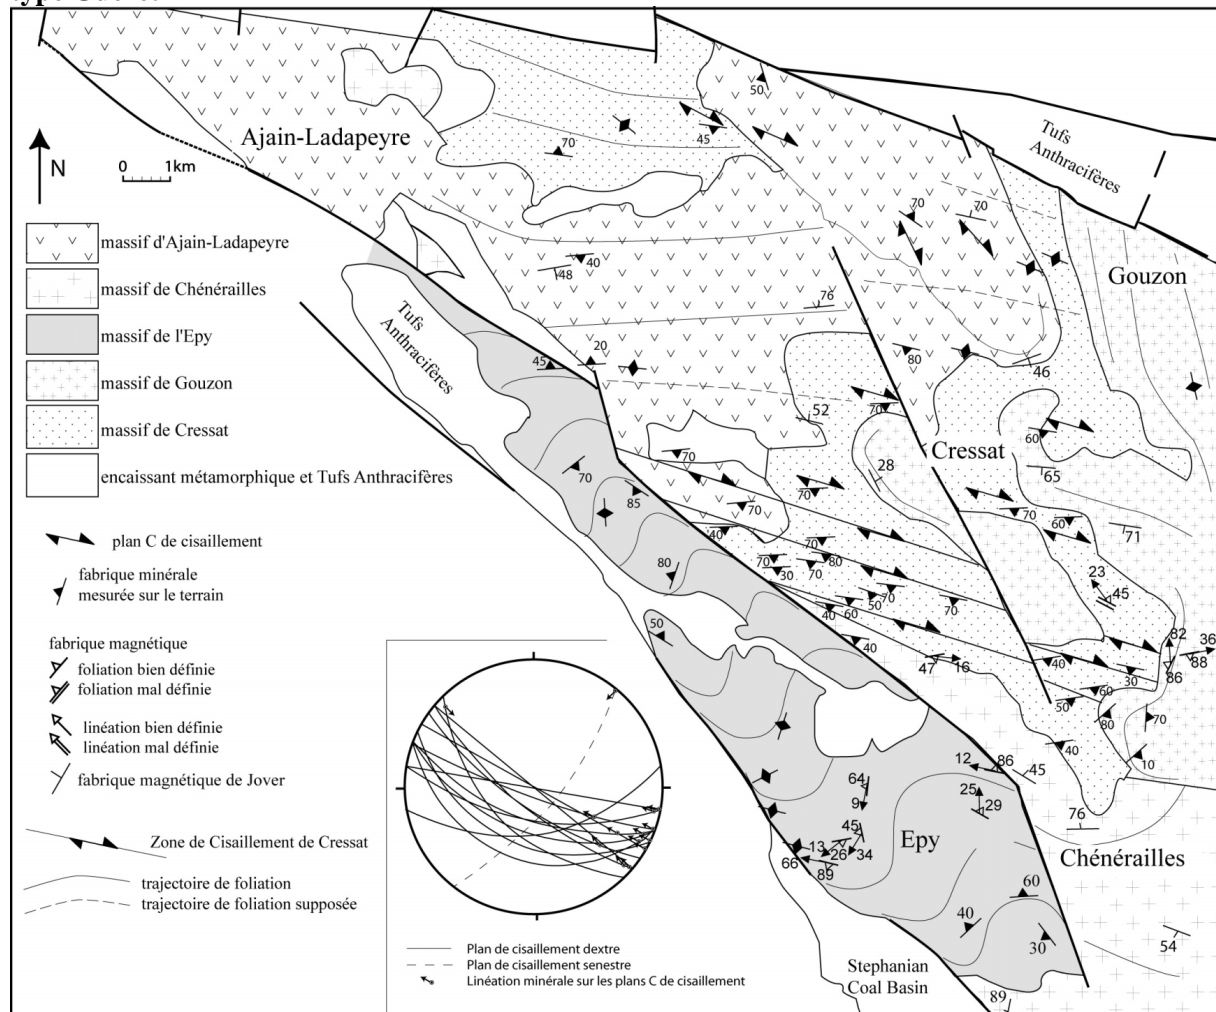 Ajain-Ladapeyre
N
0 1km
Tufs
Anthracifères
Gouzon
Tufs
Anthracifères
Cressat
Epy
Chénérailles
Stephanian
Coal Basin
massif d'Ajain-Ladapeyre
massif de Chénérailles
massif de l'Epy
massif de Gouzon
massif de Cressat
encaissant métamorphique et Tufs Anthracifères
plan C de cisaillement
fabrique minérale
mesurée sur le terrain
fabrique magnétique
foliation bien définie
foliation mal définie
linéation bien définie
linéation mal définie
fabrique magnétique de Jover
Zone de Cisaillement de Cressat
trajectoire de foliation
trajectoire de foliation supposée
Plan de cisaillement dextre
Plan de cisaillement senestre
Linéation minérale sur les plans C de cisaillement
50
45
70
70
70
40
48
76
20
45
80
46
52
70
60
28
65
70
70
70
85
70
70
60
71
40
70
80
70
30
70
80
23
45
50
70
60
40
70
50
40
82
36
88
86
47
16
40
30
60
50
80
70
40
10
12
86
45
64
25
9
29
76
45
13
26
34
66
89
60
40
30
54
89